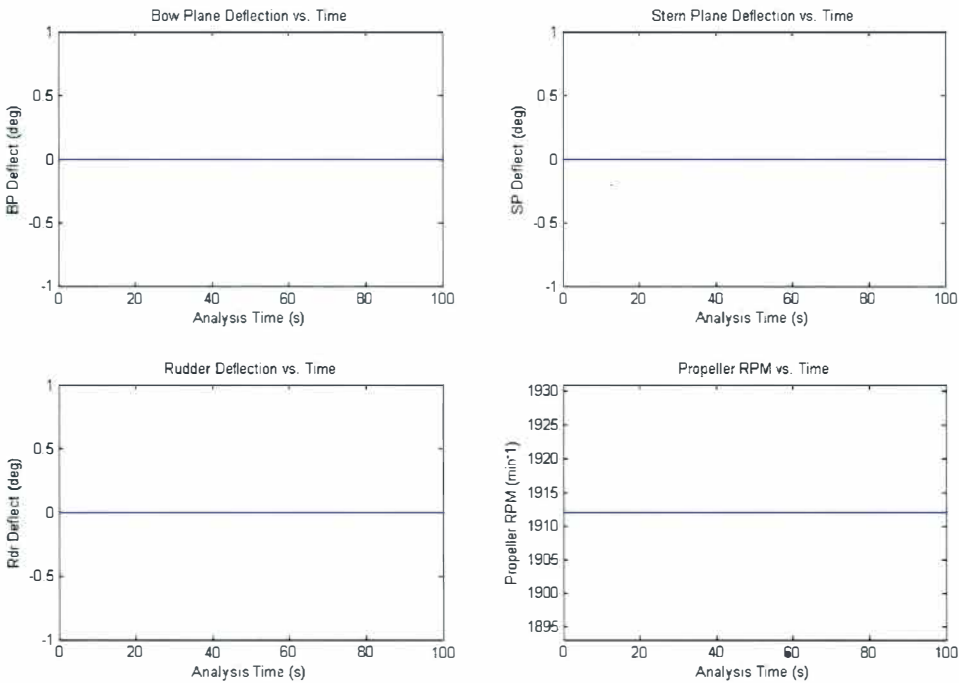 Bow Plane Deflection vs. Time
1
0.5
0
-0.5
-1
BP Deflect (deg)
0 20 40 60 80 100
Analysis Time (s)
Stern Plane Deflection vs. Time
1
0.5
0
-0.5
-1
SP Deflect (deg)
0 20 40 60 80 100
Analysis Time (s)
Rudder Deflection vs. Time
1
0.5
0
-0.5
-1
Rdr Deflect (deg)
0 20 40 60 80 100
Analysis Time (s)
Propeller RPM vs. Time
1930
1925
1920
1915
1910
1905
1900
1895
Propeller RPM (min-1)
0 20 40 60 80 100
Analysis Time (s)